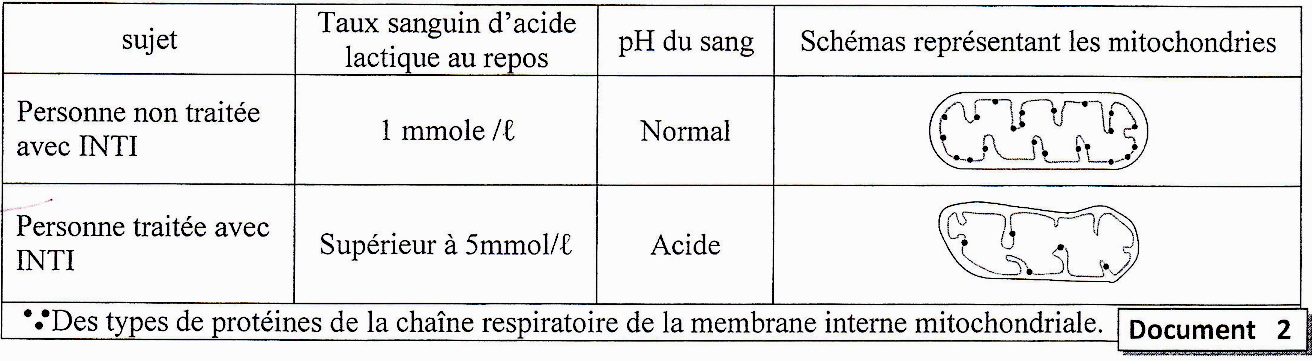 sujet
Taux sanguin d'acide
lactique au repos
pH du sang
Schémas représentant les mitochondries
Personne non traitée
avec INTI
1 mmole /ℓ
Normal
Personne traitée avec
INTI
Supérieur à 5mmol/ℓ
Acide
Des types de protéines de la chaîne respiratoire de la membrane interne mitochondriale.
Document 2